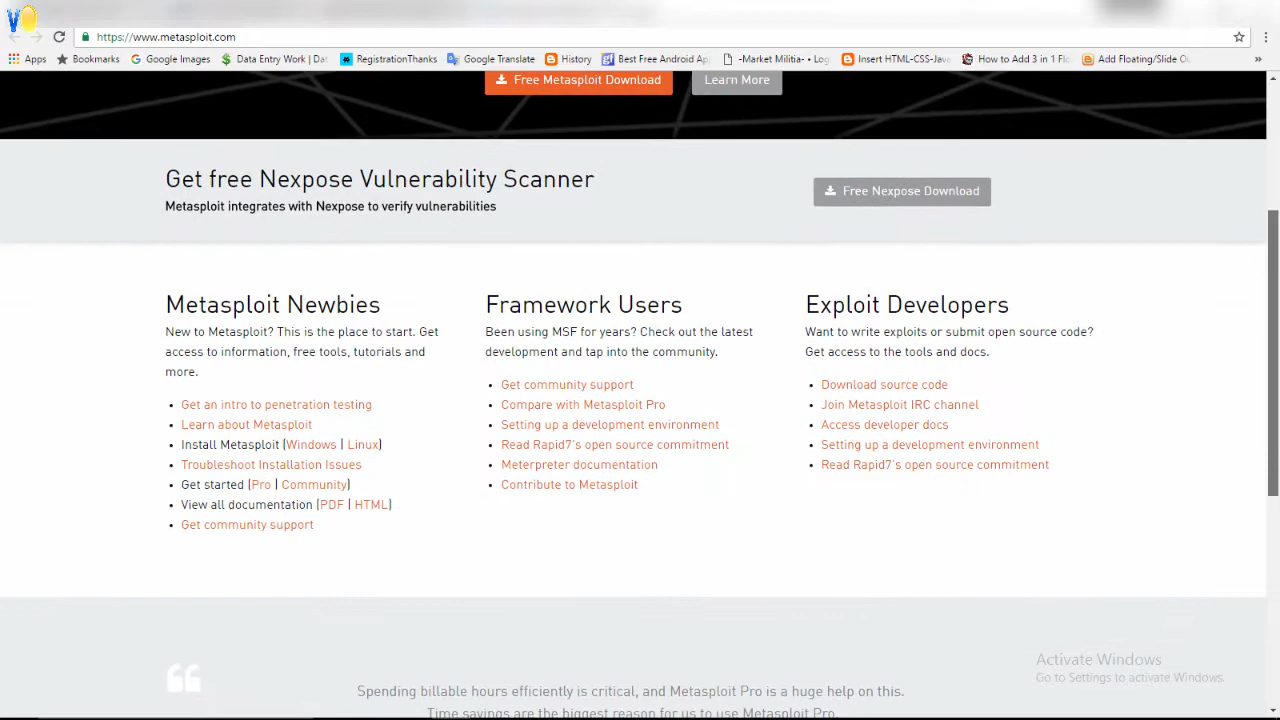 https://www.metasploit.com
Apps Bookmarks Google Images Data Entry Work | Dat RegistrationThanks Google Translate History Best Free Android Ap -Market Militia- • Log Insert HTML-CSS-Java How to Add 3 in 1 Flo Add Floating/Slide O »
Free Metasploit Download Learn More
Get free Nexpose Vulnerability Scanner
Metasploit integrates with Nexpose to verify vulnerabilities
Free Nexpose Download
Metasploit Newbies
New to Metasploit? This is the place to start. Get
access to information, free tools, tutorials and
more.
• Get an intro to penetration testing
• Learn about Metasploit
• Install Metasploit (Windows | Linux)
• Troubleshoot Installation Issues
• Get started (Pro | Community)
• View all documentation (PDF | HTML)
• Get community support
Framework Users
Been using MSF for years? Check out the latest
development and tap into the community.
• Get community support
• Compare with Metasploit Pro
• Setting up a development environment
• Read Rapid7's open source commitment
• Meterpreter documentation
• Contribute to Metasploit
Exploit Developers
Want to write exploits or submit open source code?
Get access to the tools and docs.
• Download source code
• Join Metasploit IRC channel
• Access developer docs
• Setting up a development environment
• Read Rapid7's open source commitment
Spending billable hours efficiently is critical, and Metasploit Pro is a huge help on this.
Time savings are the biggest reason for us to use Metasploit Pro.
Activate Windows
Go to Settings to activate Windows.